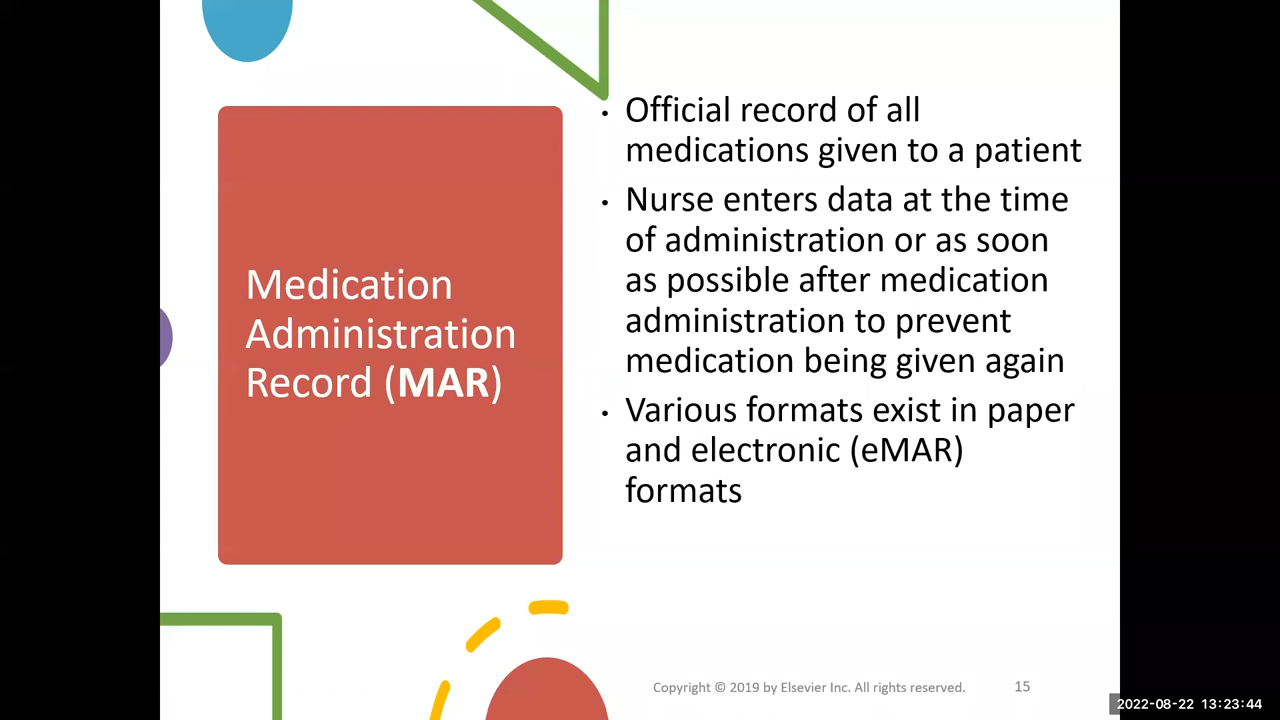 Medication
Administration
Record (MAR)
• Official record of all
medications given to a patient
• Nurse enters data at the time
of administration or as soon
as possible after medication
administration to prevent
medication being given again
• Various formats exist in paper
and electronic (eMAR)
formats
Copyright © 2019 by Elsevier Inc. All rights reserved.
15
2022-08-22 13:23:44